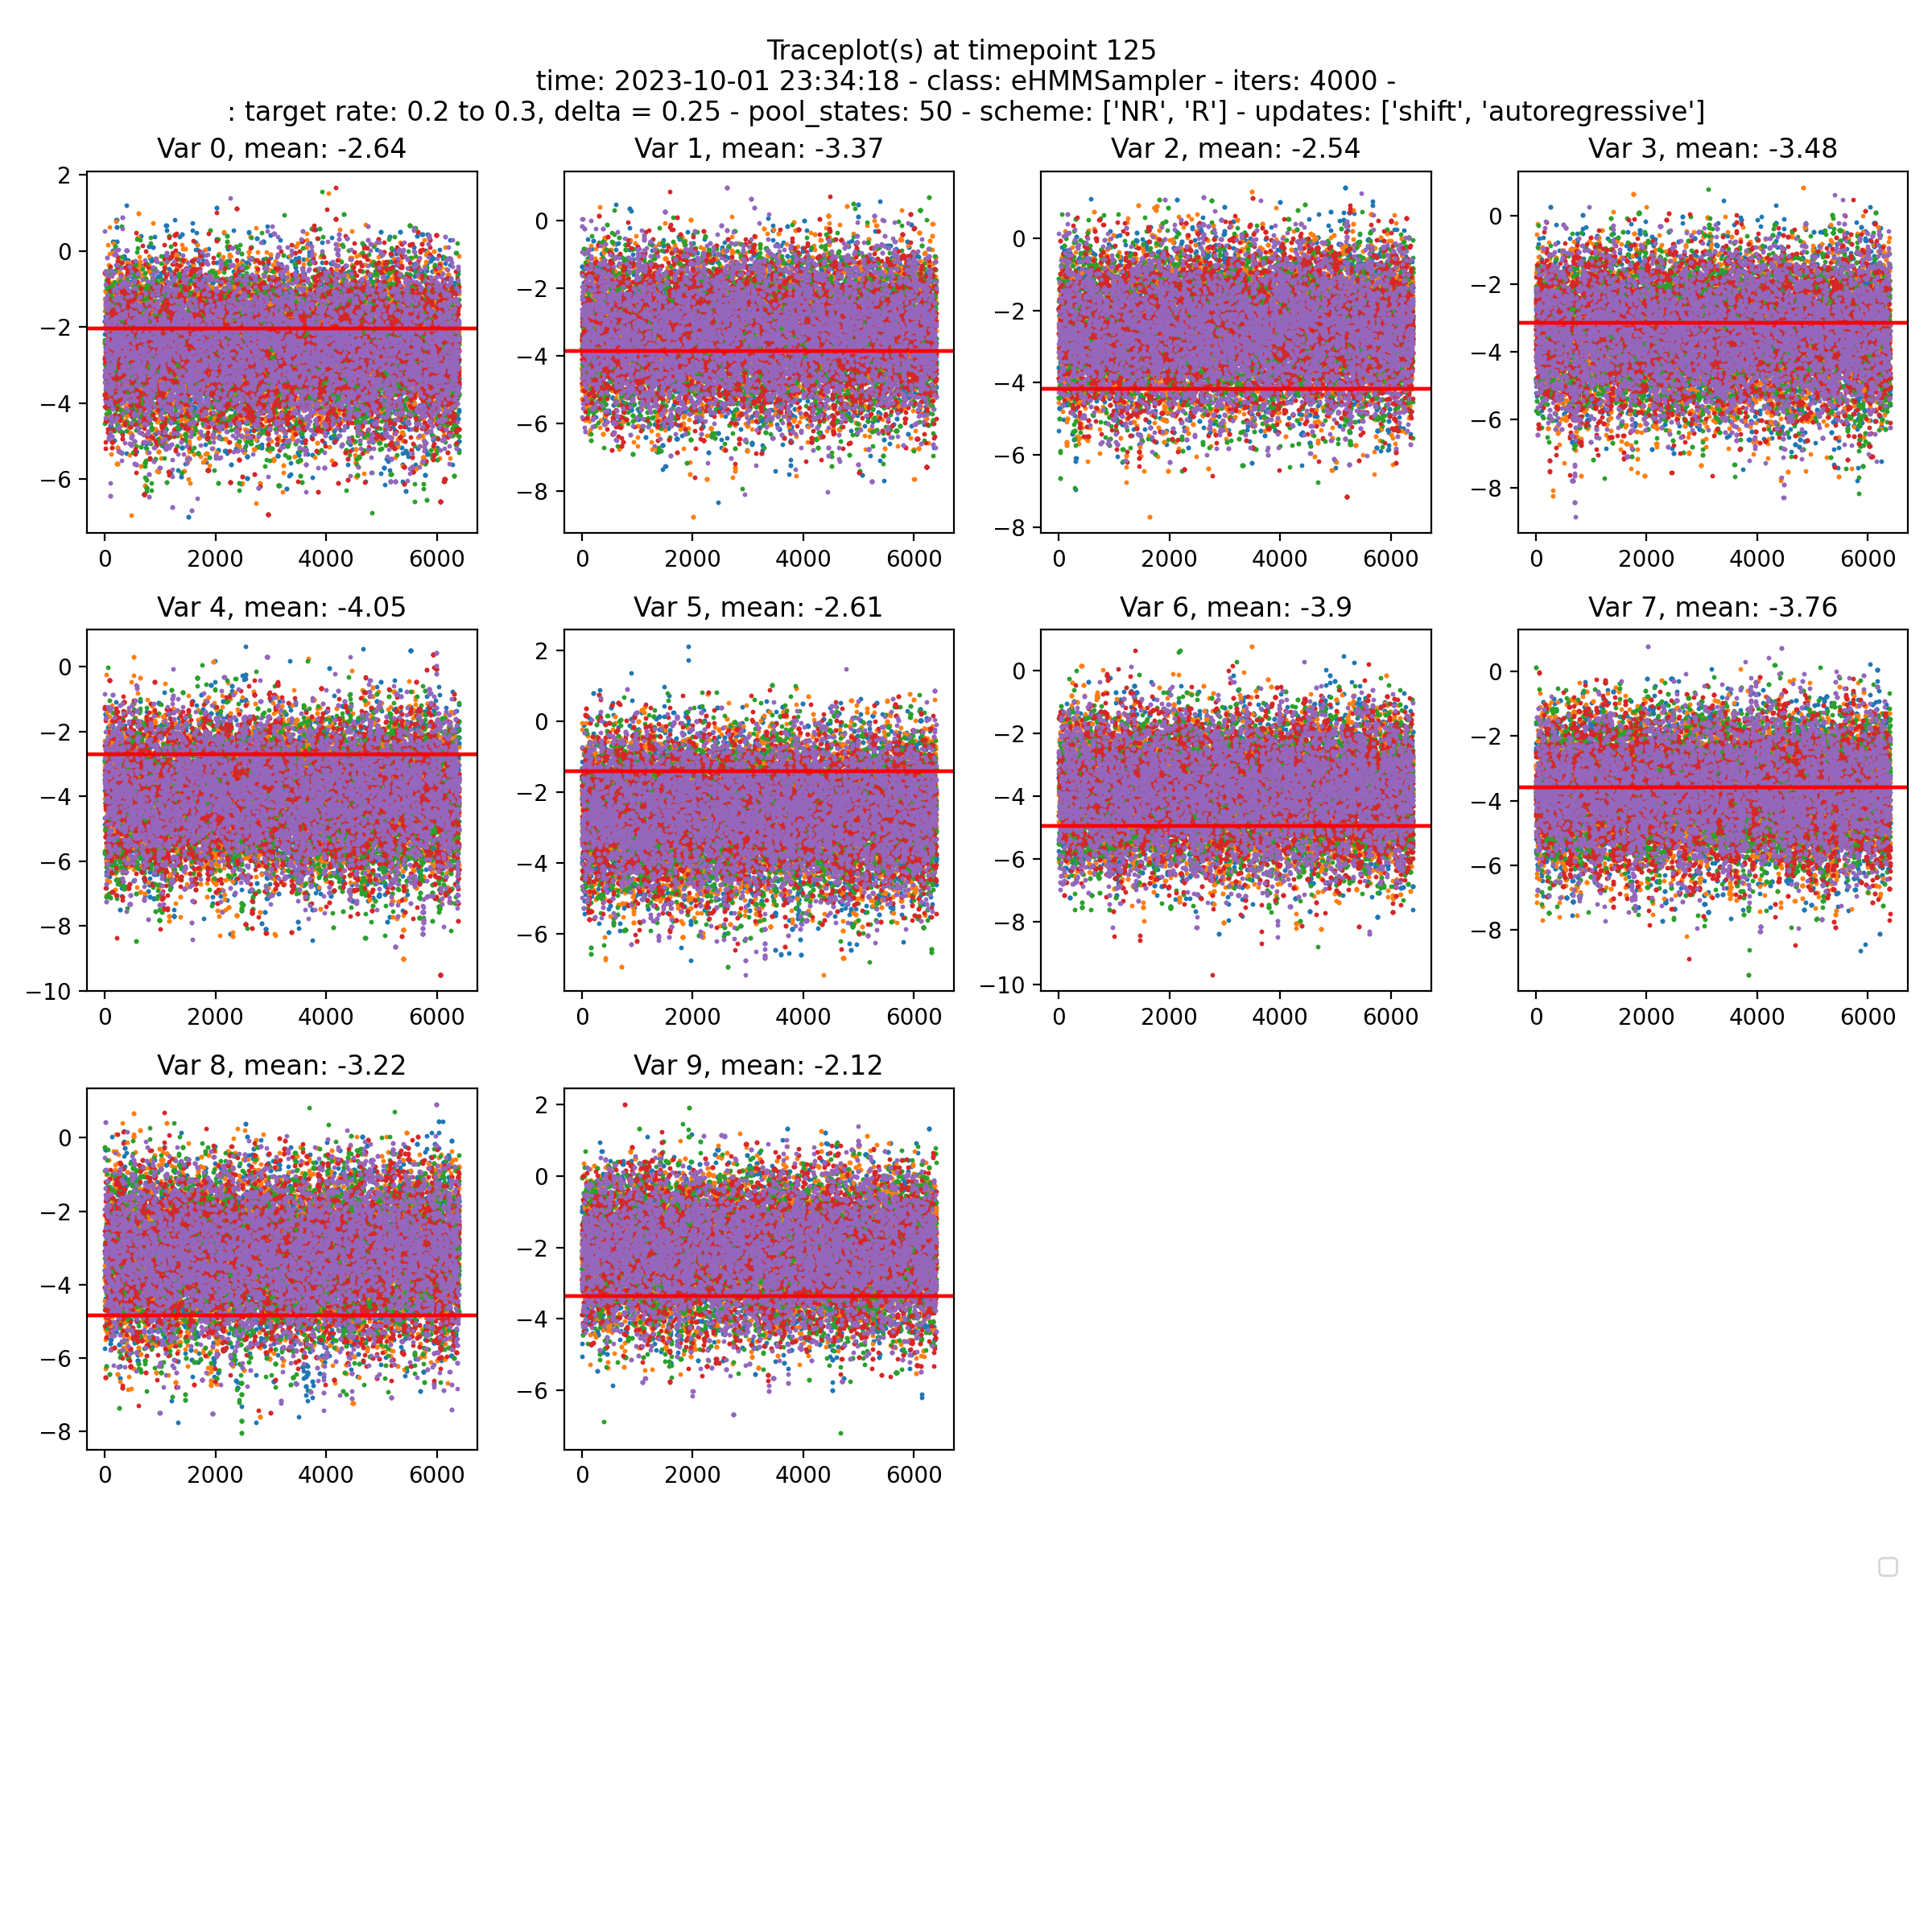 Traceplot(s) at timepoint 125
time: 2023-10-01 23:34:18 - class: eHMMSampler - iters: 4000 -
: target rate: 0.2 to 0.3, delta = 0.25 - pool_states: 50 - scheme: ['NR', 'R'] - updates: ['shift', 'autoregressive']
Var 0, mean: -2.64
2
0
−2
−4
−6
0 2000 4000 6000
Var 1, mean: -3.37
0
−2
−4
−6
−8
0 2000 4000 6000
Var 2, mean: -2.54
0
−2
−4
−6
−8
0 2000 4000 6000
Var 3, mean: -3.48
0
−2
−4
−6
−8
0 2000 4000 6000
Var 4, mean: -4.05
0
−2
−4
−6
−8
−10
0 2000 4000 6000
Var 5, mean: -2.61
2
0
−2
−4
−6
0 2000 4000 6000
Var 6, mean: -3.9
0
−2
−4
−6
−8
−10
0 2000 4000 6000
Var 7, mean: -3.76
0
−2
−4
−6
−8
0 2000 4000 6000
Var 8, mean: -3.22
0
−2
−4
−6
−8
0 2000 4000 6000
Var 9, mean: -2.12
2
0
−2
−4
−6
0 2000 4000 6000